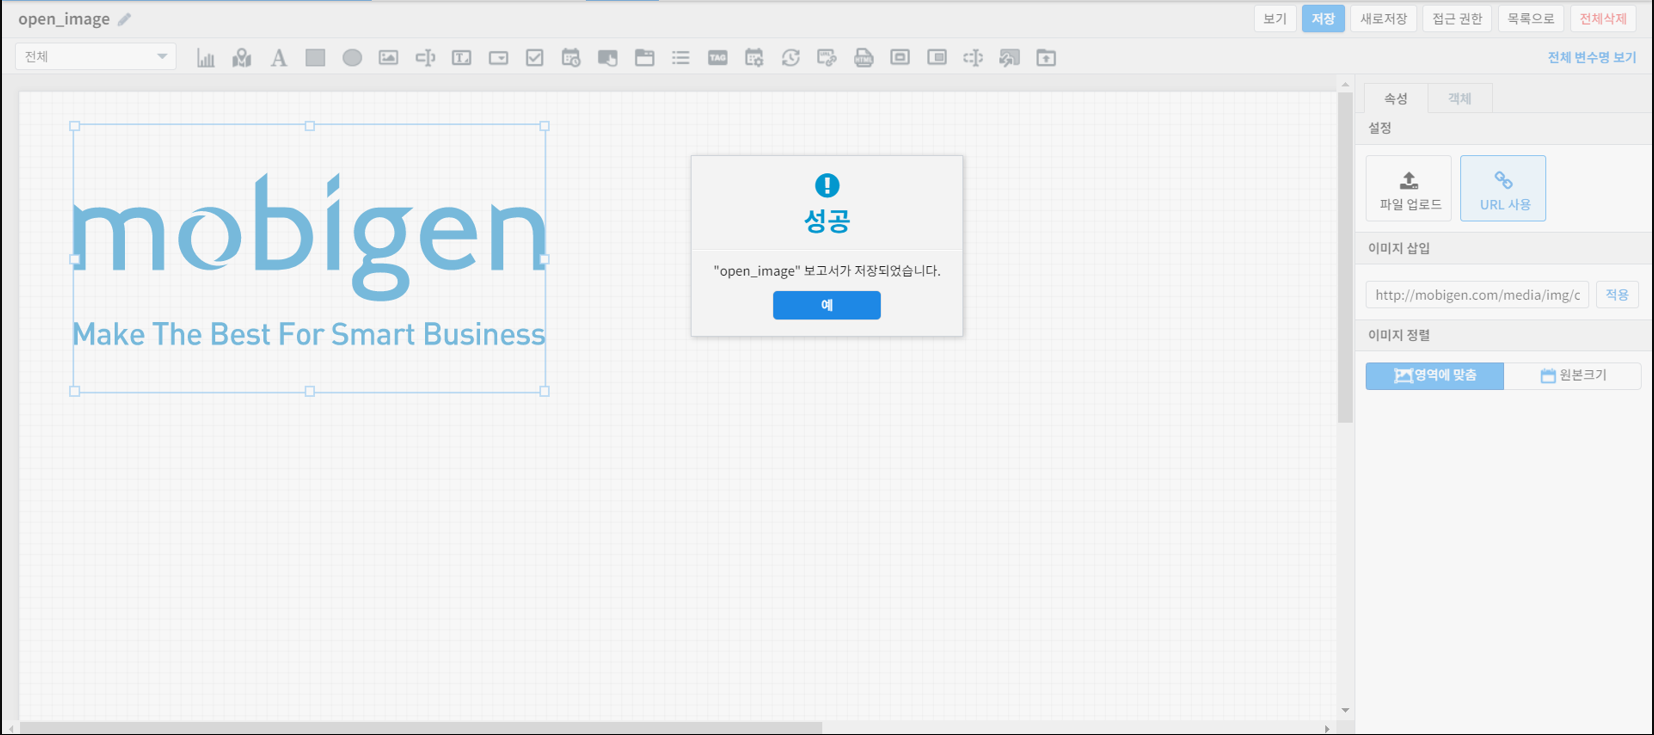 open_image
보기
저장
새로저장
접근 권한
목록으로
전체삭제
전체
A
T
TAG
HTML
전체 변수명 보기
속성
객체
설정
파일 업로드
URL 사용
이미지 삽입
http://mobigen.com/media/img/c
적용
이미지 정렬
영역에 맞춤
원본크기
mobigen
Make The Best For Smart Business
성공
"open_image" 보고서가 저장되었습니다.
예